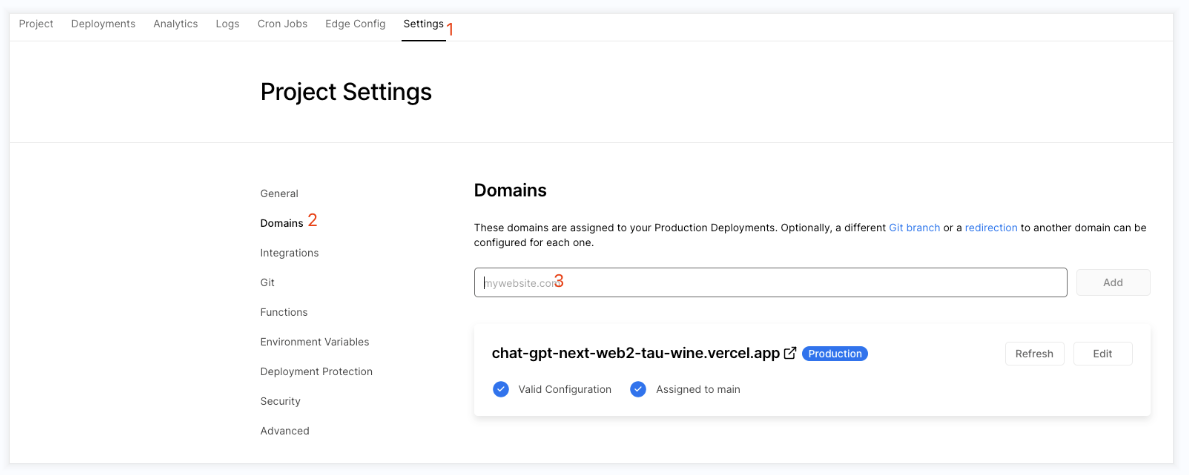 Project Deployments Analytics Logs Cron Jobs Edge Config Settings 1
Project Settings
General
Domains 2
Integrations
Git
Functions
Environment Variables
Deployment Protection
Security
Advanced
Domains
These domains are assigned to your Production Deployments. Optionally, a different Git branch or a redirection to another domain can be
configured for each one.
mywebsite.com 3 Add
chat-gpt-next-web2-tau-wine.vercel.app Production Refresh Edit
Valid Configuration Assigned to main